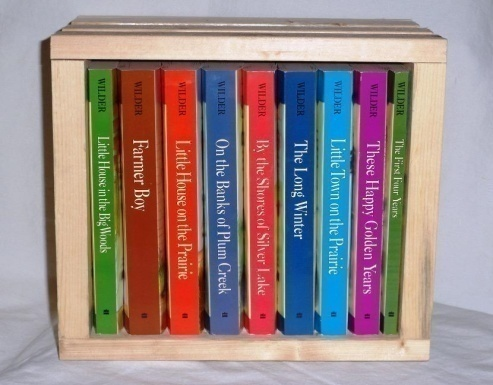 WILDER
Little House in the Big Woods
WILDER
Farmer Boy
WILDER
Little House on the Prairie
WILDER
On the Banks of Plum Creek
WILDER
By the Shores of Silver Lake
WILDER
The Long Winter
WILDER
Little Town on the Prairie
WILDER
These Happy Golden Years
WILDER
The First Four Years